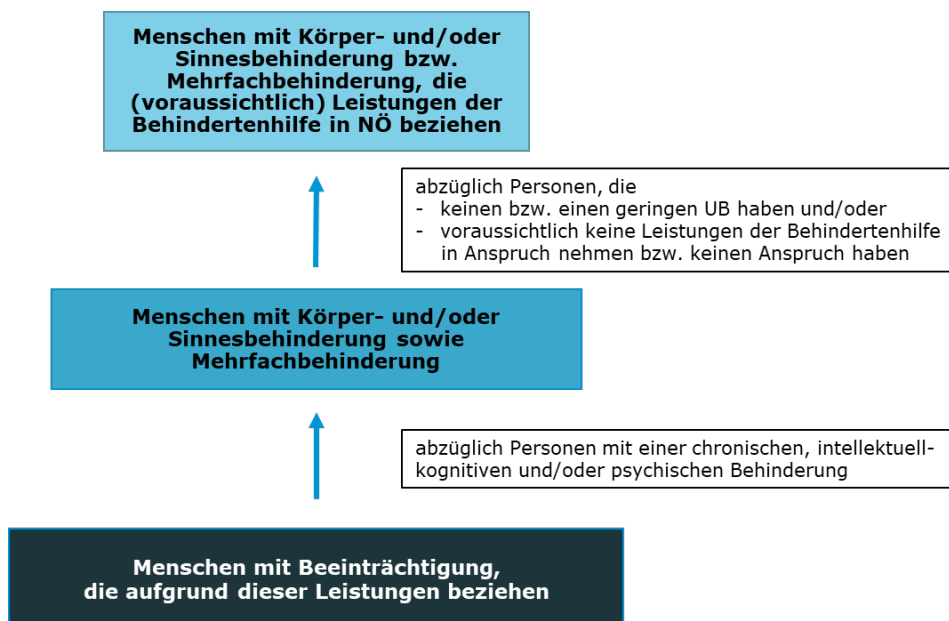 Menschen mit Körper- und/oder
Sinnesbehinderung bzw.
Mehrfachbehinderung, die
(voraussichtlich) Leistungen der
Behindertenhilfe in NÖ beziehen
abzüglich Personen, die
- keinen bzw. einen geringen UB haben und/oder
- voraussichtlich keine Leistungen der Behindertenhilfe
in Anspruch nehmen bzw. keinen Anspruch haben
Menschen mit Körper- und/oder
Sinnesbehinderung sowie
Mehrfachbehinderung
abzüglich Personen mit einer chronischen, intellektuell-
kognitiven und/oder psychischen Behinderung
Menschen mit Beeinträchtigung,
die aufgrund dieser Leistungen beziehen